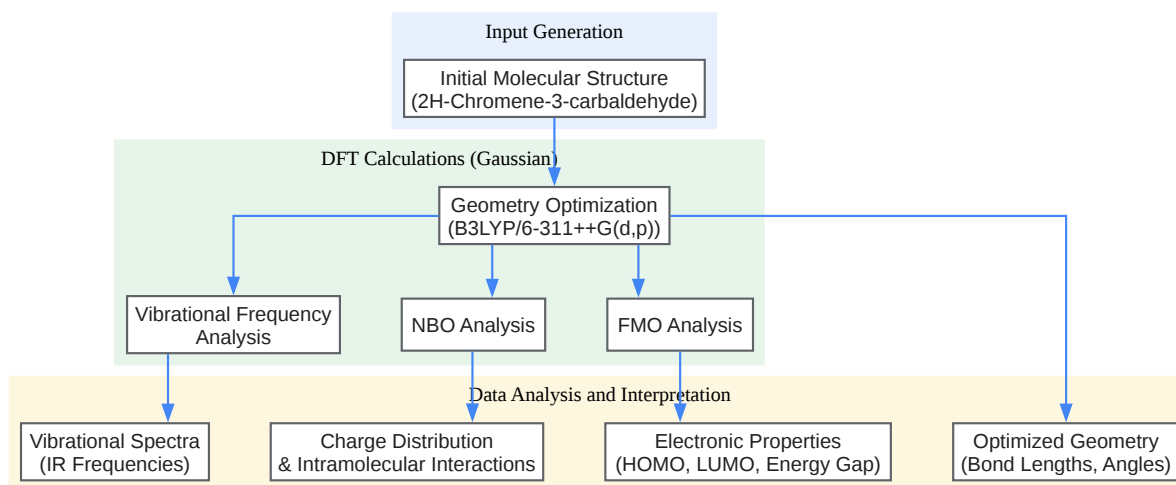 Input Generation
Initial Molecular Structure
(2H-Chromene-3-carbaldehyde)
DFT Calculations (Gaussian)
Geometry Optimization
(B3LYP/6-311++G(d,p))
Vibrational Frequency
Analysis
NBO Analysis
FMO Analysis
Data Analysis and Interpretation
Vibrational Spectra
(IR Frequencies)
Charge Distribution
& Intramolecular Interactions
Electronic Properties
(HOMO, LUMO, Energy Gap)
Optimized Geometry
(Bond Lengths, Angles)